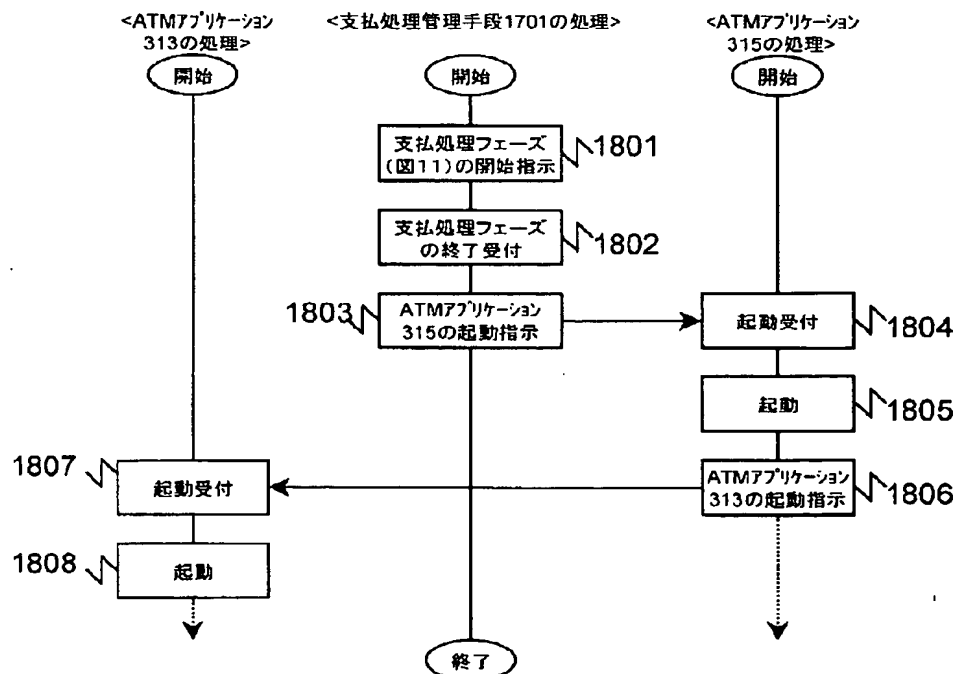 <ATMアプリケーション
313の処理>
<支払処理管理手段1701の処理>
<ATMアプリケーション
315の処理>
開始
開始
開始
支払処理フェーズ
(図11)の開始指示
1801
支払処理フェーズ
の終了受付
1802
1803
ATMアプリケーション
315の起動指示
起動受付
1804
起動
1805
1807
起動受付
ATMアプリケーション
313の起動指示
1806
1808
起動
終了